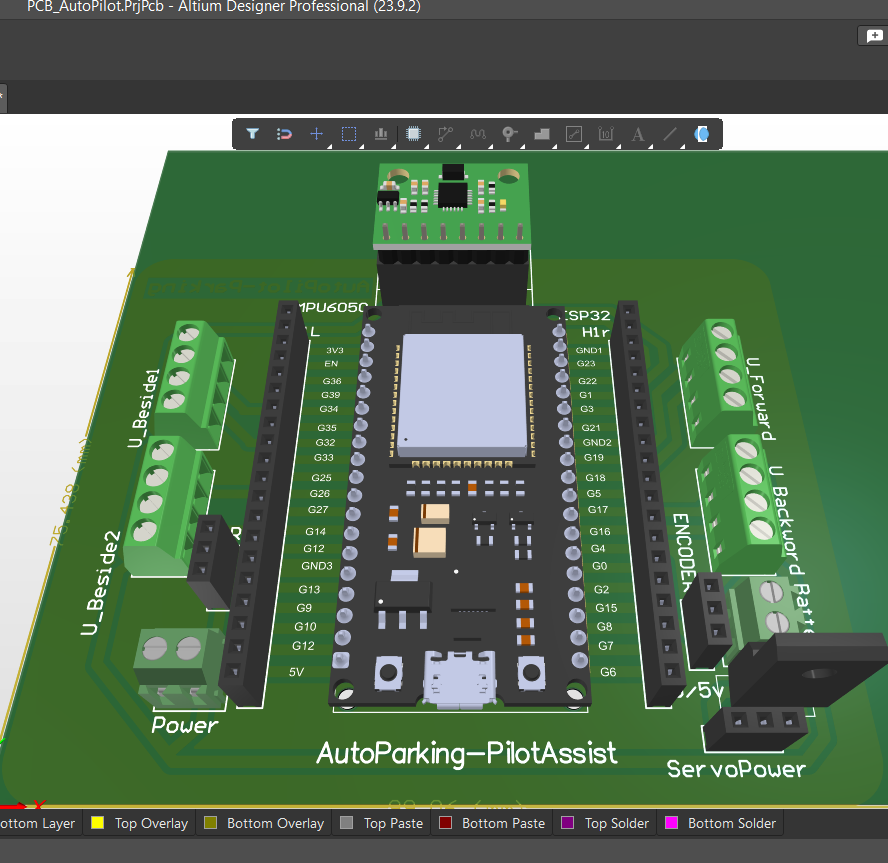 PCB_AutoPilot.PrjPcb - Altium Designer Professional (23.9.2)
A
MPU6050
ESP32
L
H1r
3V3
GND1
EN
G23
G36
G22
G39
G1
G34
G3
G35
G21
G32
GND2
G33
G19
G25
G18
G26
G5
G27
G17
G14
G16
G12
G4
GND3
G0
G13
G2
G9
G15
G10
G8
G12
G7
5V
G6
U_Beside1
U_Forward
U_Beside2
U_Backword
ENCODER
Batte
/5V
Power
AutoParking-PilotAssist
ServoPower
75.438 (mm)
X
ottom Layer
Top Overlay
Bottom Overlay
Top Paste
Bottom Paste
Top Solder
Bottom Solder